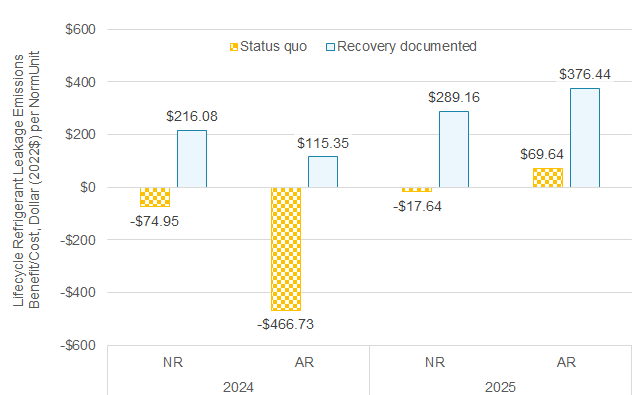 Lifecycle Refrigerant Leakage Emissions
Benefit/Cost, Dollar (2022$) per NormUnit
$600
$400
$200
$0
-$200
-$400
-$600
Status quo
Recovery documented
-$74.95
$216.08
-$466.73
$115.35
-$17.64
$289.16
$69.64
$376.44
NR
AR
NR
AR
2024
2025